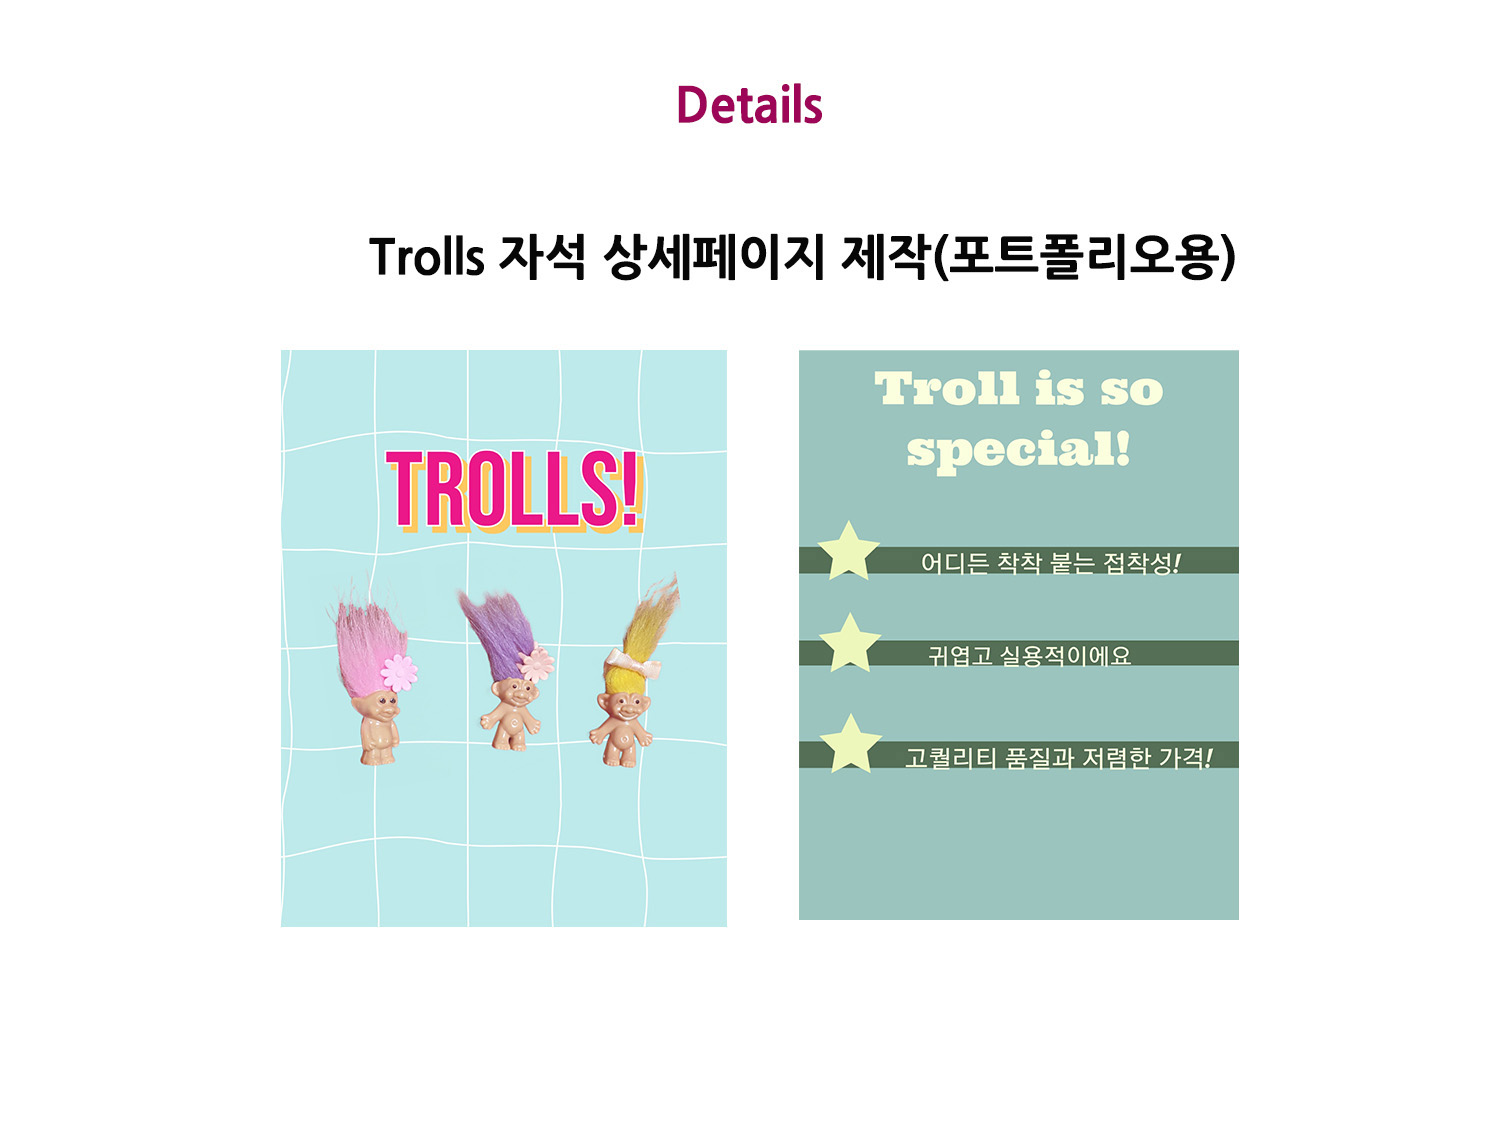 Details
Trolls 자석 상세페이지 제작(포트폴리오용)
TROLLS!
Troll is so
special!
어디든 착착 붙는 접착성!
귀엽고 실용적이에요
고퀄리티 품질과 저렴한 가격!